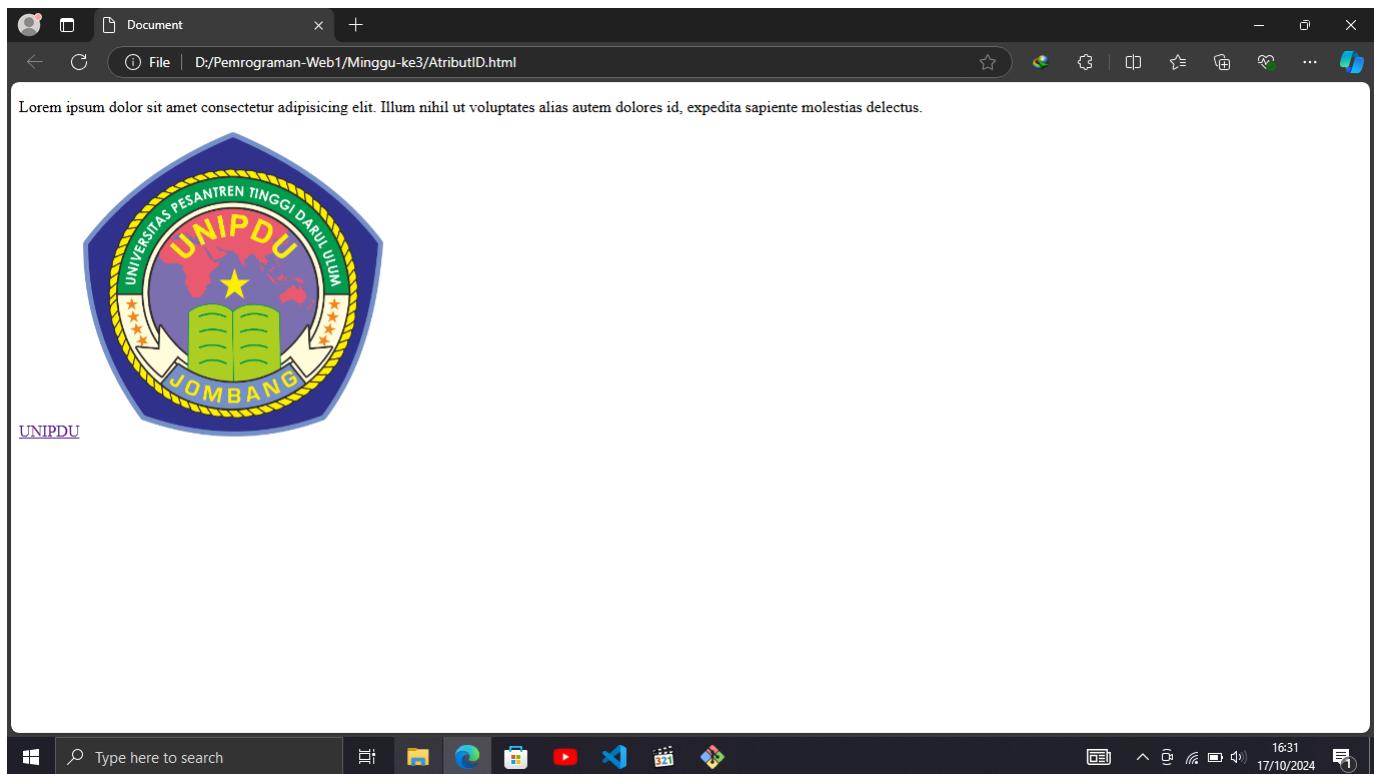 Document
File
D:/Pemrograman-Web1/Minggu-ke3/AtributID.html
Lorem ipsum dolor sit amet consectetur adipisicing elit. Illum nihil ut voluptates alias autem dolores id, expedita sapiente molestias delectus.
UNIVERSITAS PESANTREN TINGGI DARUL ULUM
UNIPDU
JOMBANG
UNIPDU
Type here to search
321
16:31
17/10/2024
1